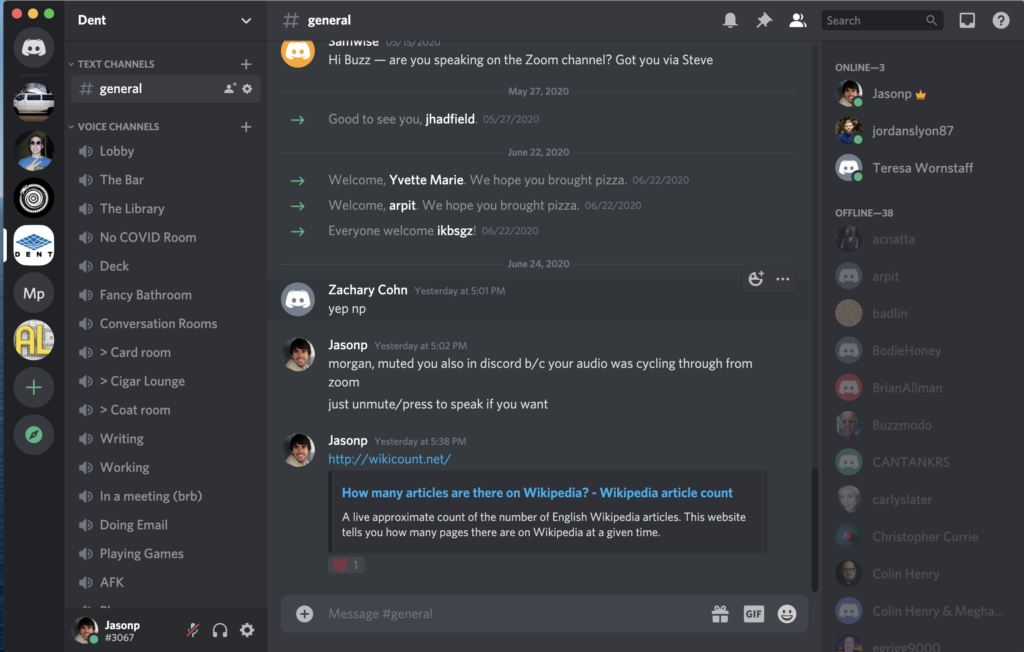 Dent
# general
Search
TEXT CHANNELS
# general
VOICE CHANNELS
Lobby
The Bar
The Library
No COVID Room
Deck
Fancy Bathroom
Conversation Rooms
> Card room
> Cigar Lounge
> Coat room
Writing
Working
In a meeting (brb)
Doing Email
Playing Games
AFK
Jasonp
#3067
DENT
Mp
AL
Samwise 05/15/2020
Hi Buzz — are you speaking on the Zoom channel? Got you via Steve
May 27, 2020
Good to see you, jhadfield. 05/27/2020
June 22, 2020
Welcome, Yvette Marie. We hope you brought pizza. 06/22/2020
Welcome, arpit. We hope you brought pizza. 06/22/2020
Everyone welcome ikbsgz! 06/22/2020
June 24, 2020
Zachary Cohn Yesterday at 5:01 PM
yep np
Jasonp Yesterday at 5:02 PM
morgan, muted you also in discord b/c your audio was cycling through from
zoom
just unmute/press to speak if you want
Jasonp Yesterday at 5:38 PM
http://wikicount.net/
How many articles are there on Wikipedia? - Wikipedia article count
A live approximate count of the number of English Wikipedia articles. This website
tells you how many pages there are on Wikipedia at a given time.
💯 1
Message #general
GIF
ONLINE—3
Jasonp
jordanslyon87
Teresa Wornstaff
OFFLINE—38
acnatta
arpit
badlin
BodieHoney
BrianAllman
Buzzmodo
CANTANKRS
carlyslater
Christopher Currie
Colin Henry
Colin Henry & Megha...
egrigg9000